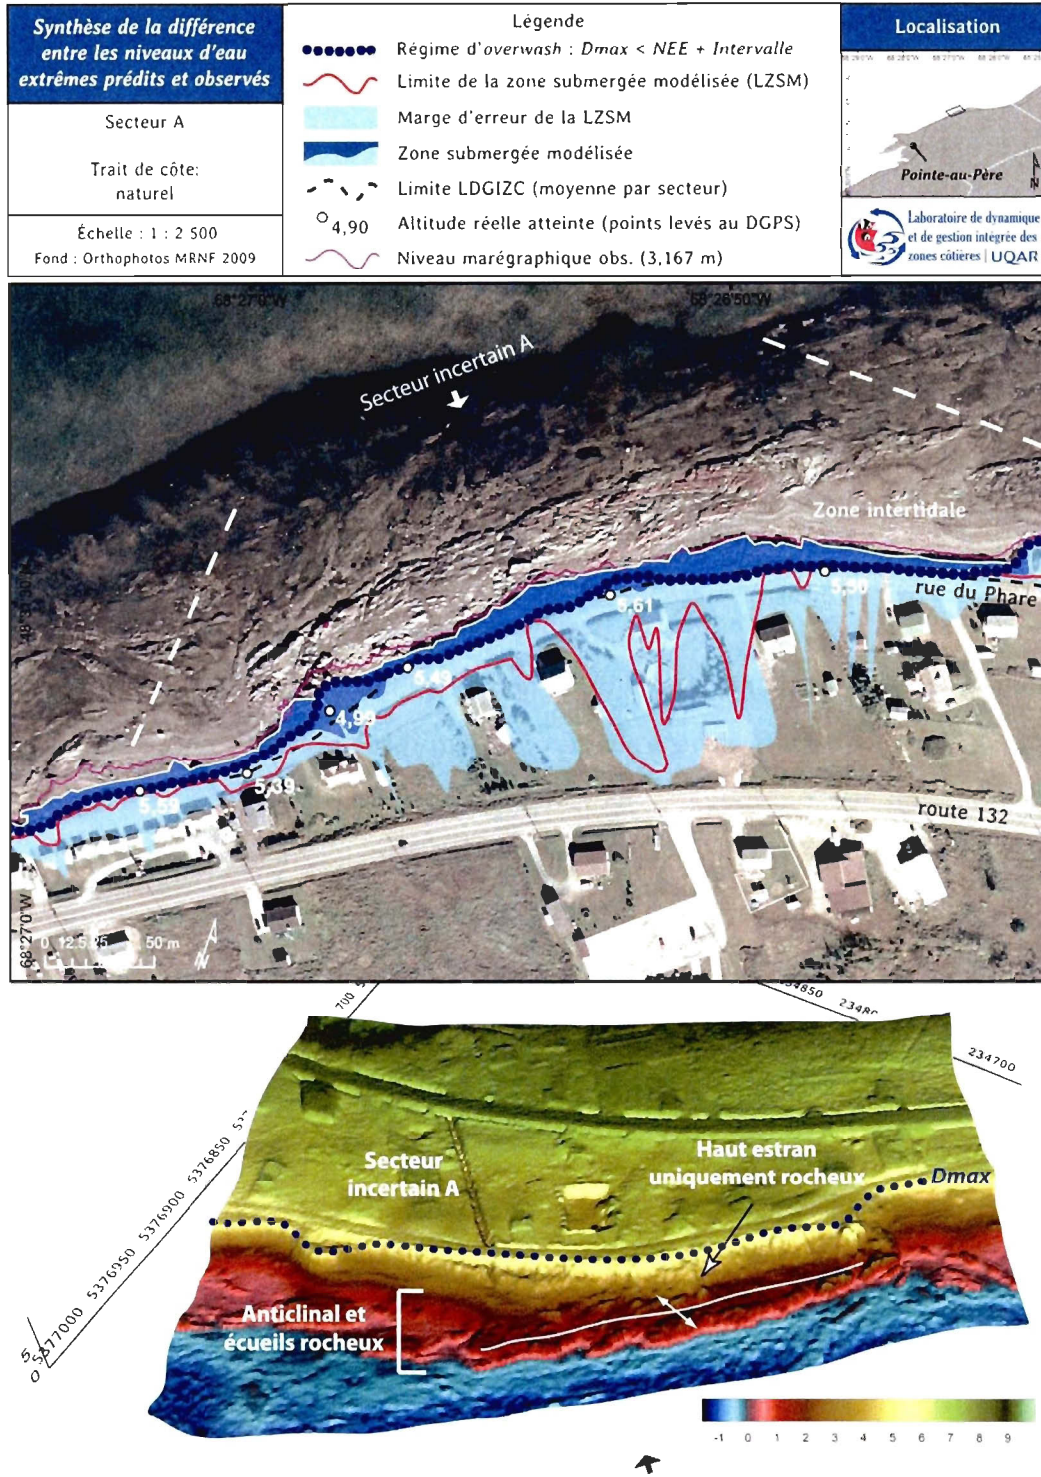 Synthèse de la différence
entre les niveaux d'eau
extrêmes prédits et observés
Secteur A
Trait de côte:
naturel
Échelle : 1 : 2 500
Fond : Orthophotos MRNF 2009
Légende
Régime d'overwash : Dmax < NEE + Intervalle
Limite de la zone submergée modélisée (LZSM)
Marge d'erreur de la LZSM
Zone submergée modélisée
Limite LDGIZC (moyenne par secteur)
4,90 Altitude réelle atteinte (points levés au DGPS)
Niveau marégraphique obs. (3,167 m)
Localisation
Pointe-au-Père
N
Laboratoire de dynamique
et de gestion intégrée des
zones côtières | UQAR
68°27'0"W
68°26'50"W
Secteur incertain A
Zone intertidale
rue du Phare
5,61
5,49
4,99
5,39
5,59
route 132
68°27'0"W
0 12,5 25 50 m
N
234850
234700
5376850
5376900
5376950
5377000
Secteur
incertain A
Haut estran
uniquement rocheux
Dmax
Anticlinal et
écueils rocheux
-1 0 1 2 3 4 5 6 7 8 9